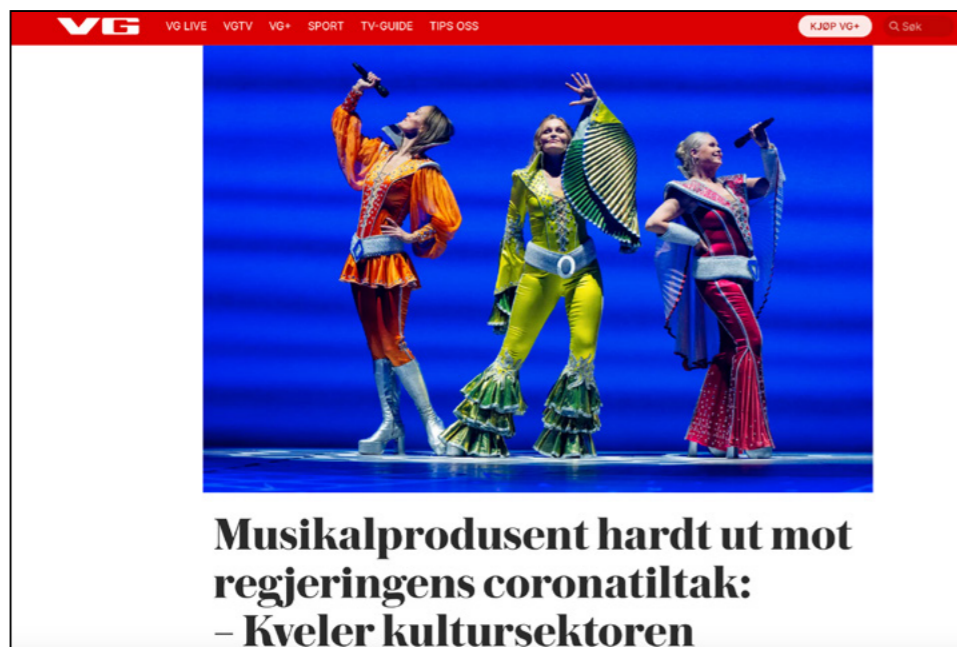 VG VG LIVE VGTV VG+ SPORT TV-GUIDE TIPS OSS KJØP VG+ Søk
Musikalprodusent hardt ut mot
regjeringens coronatiltak:
– Kveler kultursektoren